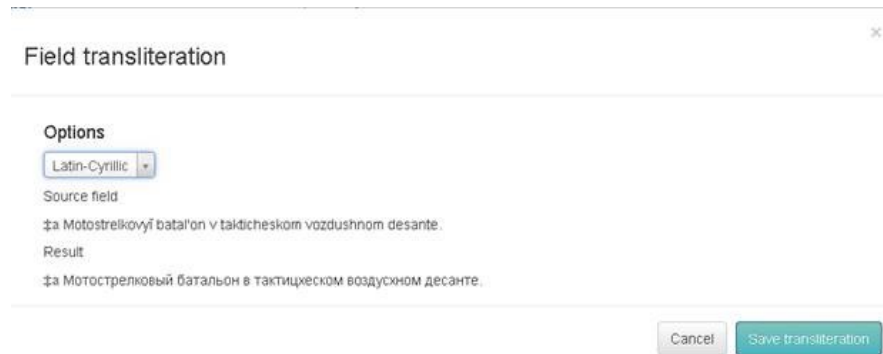 Field transliteration
Options
Latin-Cyrillic
Source field
‡a Motostrelkovyĭ batal'on v takticheskom vozdushnom desante.
Result
‡a Мотострелковый батальон в тактицхеском воздусхном десанте.
Cancel Save transliteration